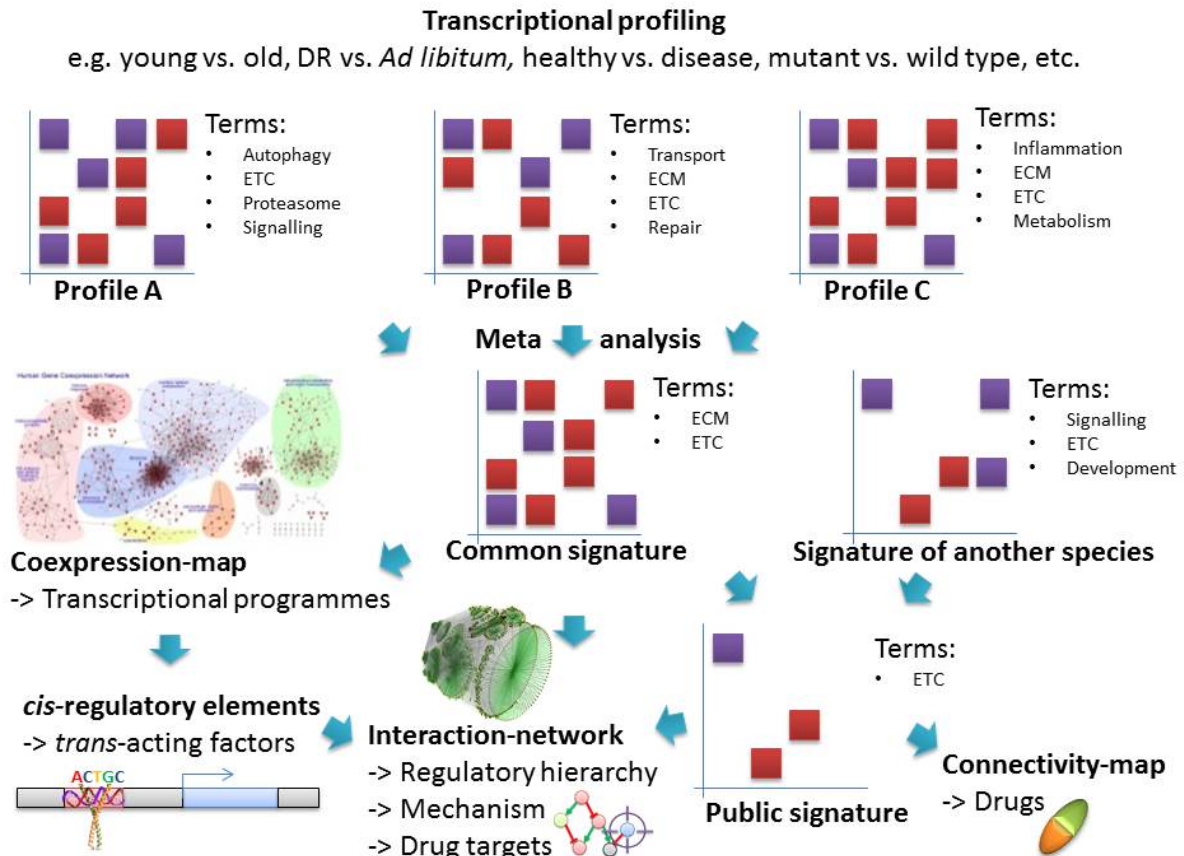 Transcriptional profiling
e.g. young vs. old, DR vs. Ad libitum, healthy vs. disease, mutant vs. wild type, etc.
Terms:
• Autophagy
• ETC
• Proteasome
• Signalling
Profile A
Terms:
• Transport
• ECM
• ETC
• Repair
Profile B
Terms:
• Inflammation
• ECM
• ETC
• Metabolism
Profile C
Meta analysis
Human Gene Coexpression Network
Coexpression-map
-> Transcriptional programmes
Terms:
• ECM
• ETC
Common signature
Terms:
• Signalling
• ETC
• Development
Signature of another species
cis-regulatory elements
-> trans-acting factors
ACTGC
Interaction-network
-> Regulatory hierarchy
-> Mechanism
-> Drug targets
Terms:
• ETC
Public signature
Connectivity-map
-> Drugs